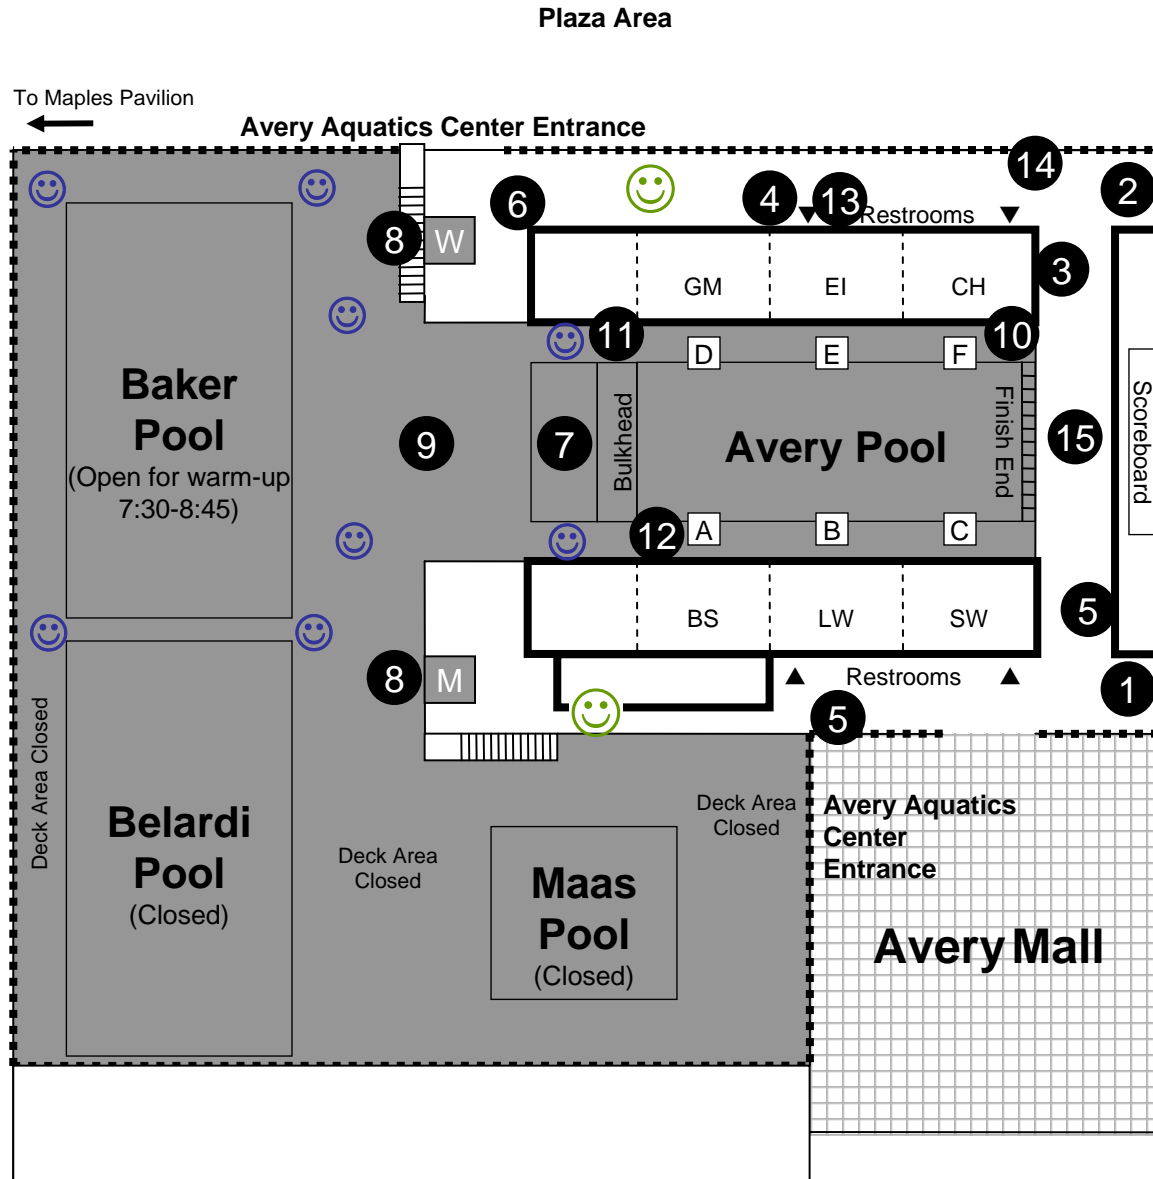 Plaza Area
To Maples Pavilion
Avery Aquatics Center Entrance
14
2
6
4
13
Restrooms
8
W
3
GM
EI
CH
11
10
D
E
F
Baker
Pool
(Open for warm-up
7:30-8:45)
9
7
Bulkhead
Avery Pool
Finish End
15
Scoreboard
12
A
B
C
5
BS
LW
SW
8
M
Restrooms
1
5
Deck Area Closed
Belardi
Pool
(Closed)
Deck Area
Closed
Deck Area
Closed
Maas
Pool
(Closed)
Avery Aquatics
Center
Entrance
Avery Mall